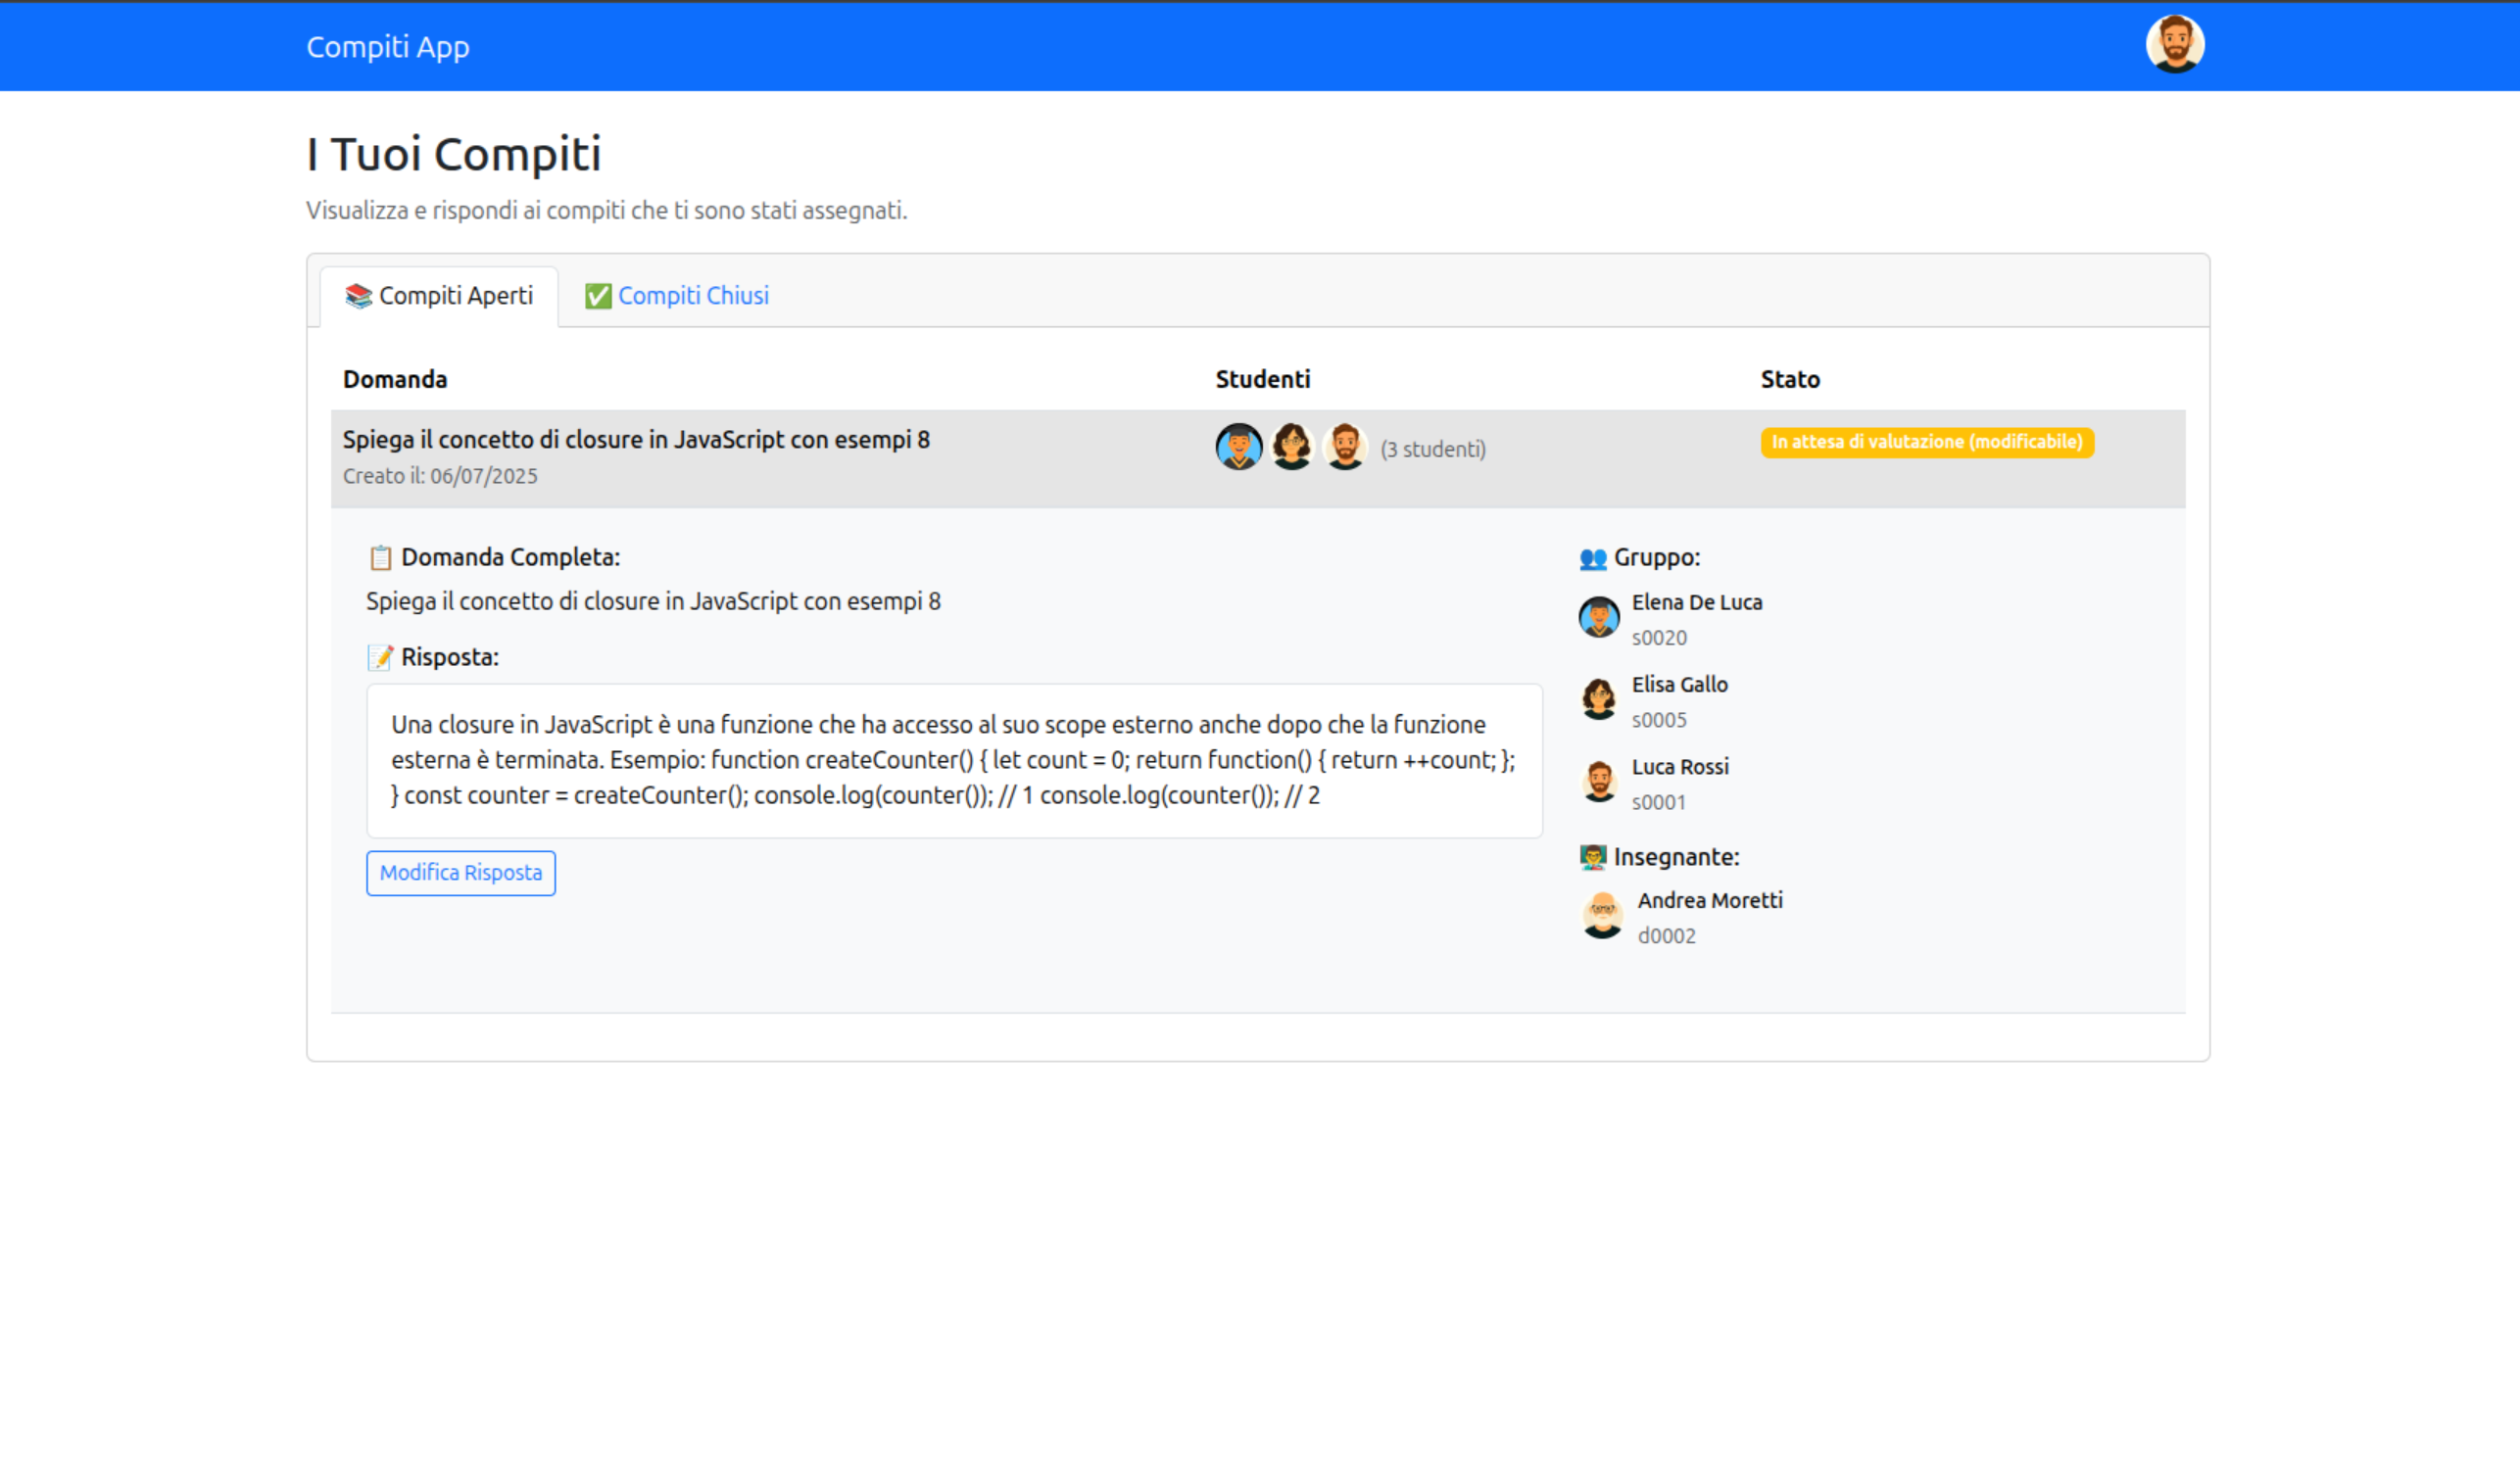 Compiti App
I Tuoi Compiti
Visualizza e rispondi ai compiti che ti sono stati assegnati.
📚 Compiti Aperti ✅ Compiti Chiusi
Domanda Studenti Stato
Spiega il concetto di closure in JavaScript con esempi 8
Creato il: 06/07/2025
(3 studenti)
In attesa di valutazione (modificabile)
📋 Domanda Completa:
Spiega il concetto di closure in JavaScript con esempi 8
📝 Risposta:
Una closure in JavaScript è una funzione che ha accesso al suo scope esterno anche dopo che la funzione
esterna è terminata. Esempio: function createCounter() { let count = 0; return function() { return ++count; };
} const counter = createCounter(); console.log(counter()); // 1 console.log(counter()); // 2
Modifica Risposta
👥 Gruppo:
Elena De Luca
s0020
Elisa Gallo
s0005
Luca Rossi
s0001
👨‍🏫 Insegnante:
Andrea Moretti
d0002